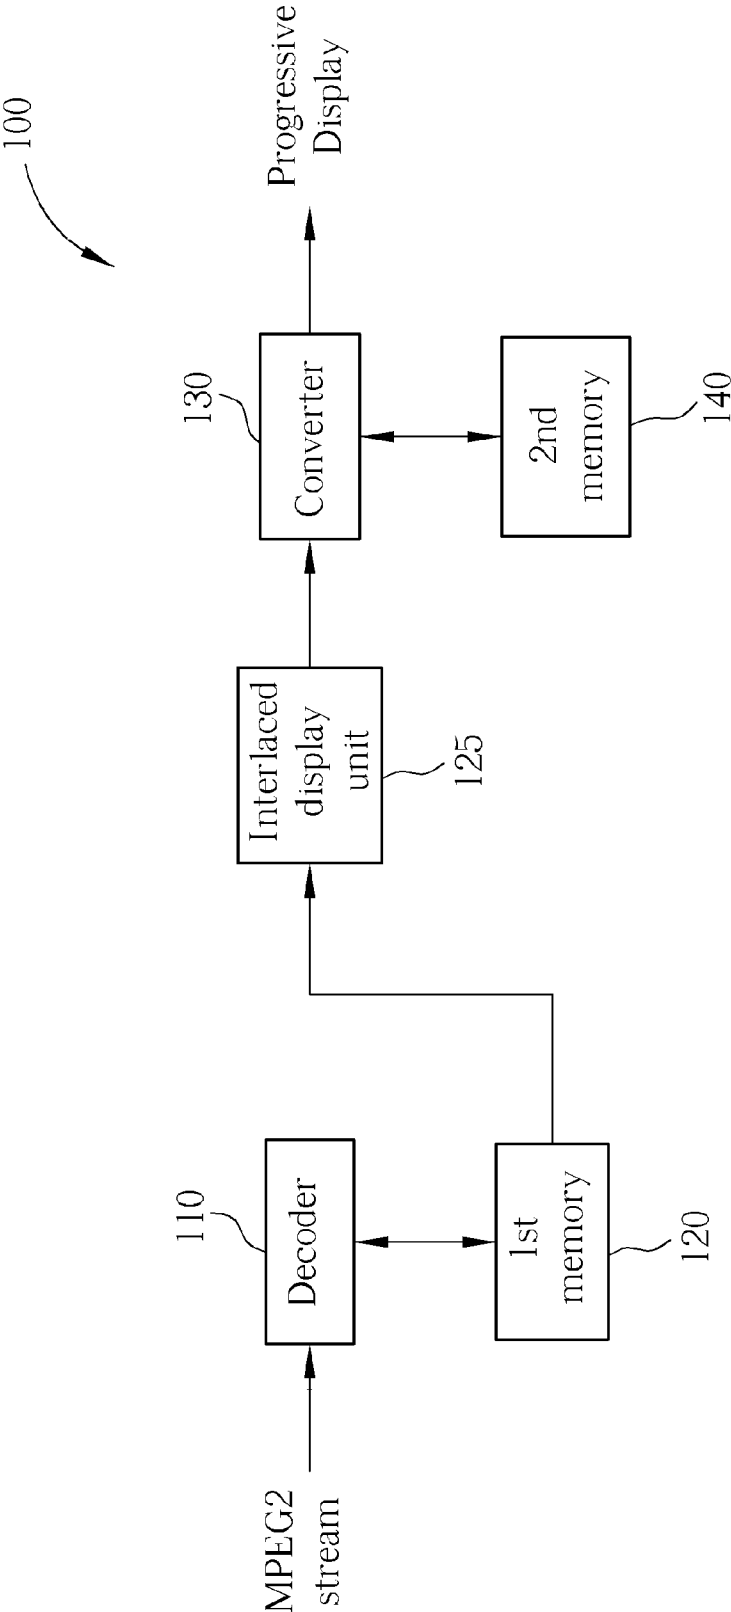 100
MPEG2
stream
110
Decoder
1st
memory
120
Interlaced
display
unit
125
130
Converter
2nd
memory
140
Progressive
Display